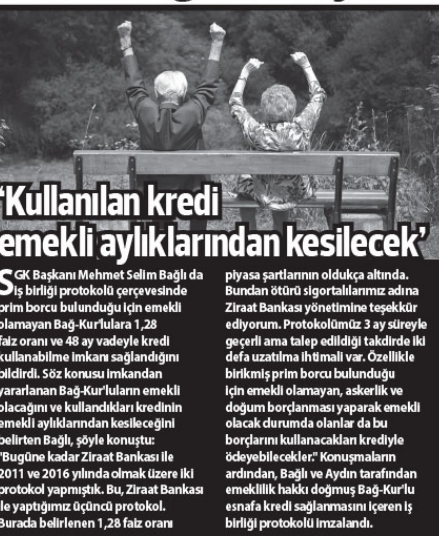 'Kullanılan kredi
emekli aylıklarından kesilecek'
SGK Başkanı Mehmet Selim Bağlı da
iş birliği protokolü çerçevesinde
prim borcu bulunduğu için emekli
olamayan Bağ-Kur'lulara 1,28
faiz oranı ve 48 ay vadeyle kredi
kullanabilme imkanı sağlandığını
bildirdi. Söz konusu imkandan
yararlanan Bağ-Kur'luların emekli
olacağını ve kullandıkları kredinin
emekli aylıklarından kesileceğini
belirten Bağlı, şöyle konuştu:
"Bugüne kadar Ziraat Bankası ile
2011 ve 2016 yılında olmak üzere iki
protokol yapmıştık. Bu, Ziraat Bankası
ile yaptığımız üçüncü protokol.
Burada belirlenen 1,28 faiz oranı
piyasa şartlarının oldukça altında.
Bundan ötürü sigortalılarımız adına
Ziraat Bankası yönetimine teşekkür
ediyorum. Protokolümüz 3 ay süreyle
geçerli ama talep edildiği takdirde iki
defa uzatılma ihtimali var. Özellikle
birikmiş prim borcu bulunduğu
için emekli olamayan, askerlik ve
doğum borçlanması yaparak emekli
olacak durumda olanlar da bu
borçlarını kullanacakları krediyle
ödeyebilecekler." Konuşmaların
ardından, Bağlı ve Aydın tarafından
emeklilik hakkı doğmuş Bağ-Kur'lu
esnafa kredi sağlanmasını içeren iş
birliği protokolü imzalandı.